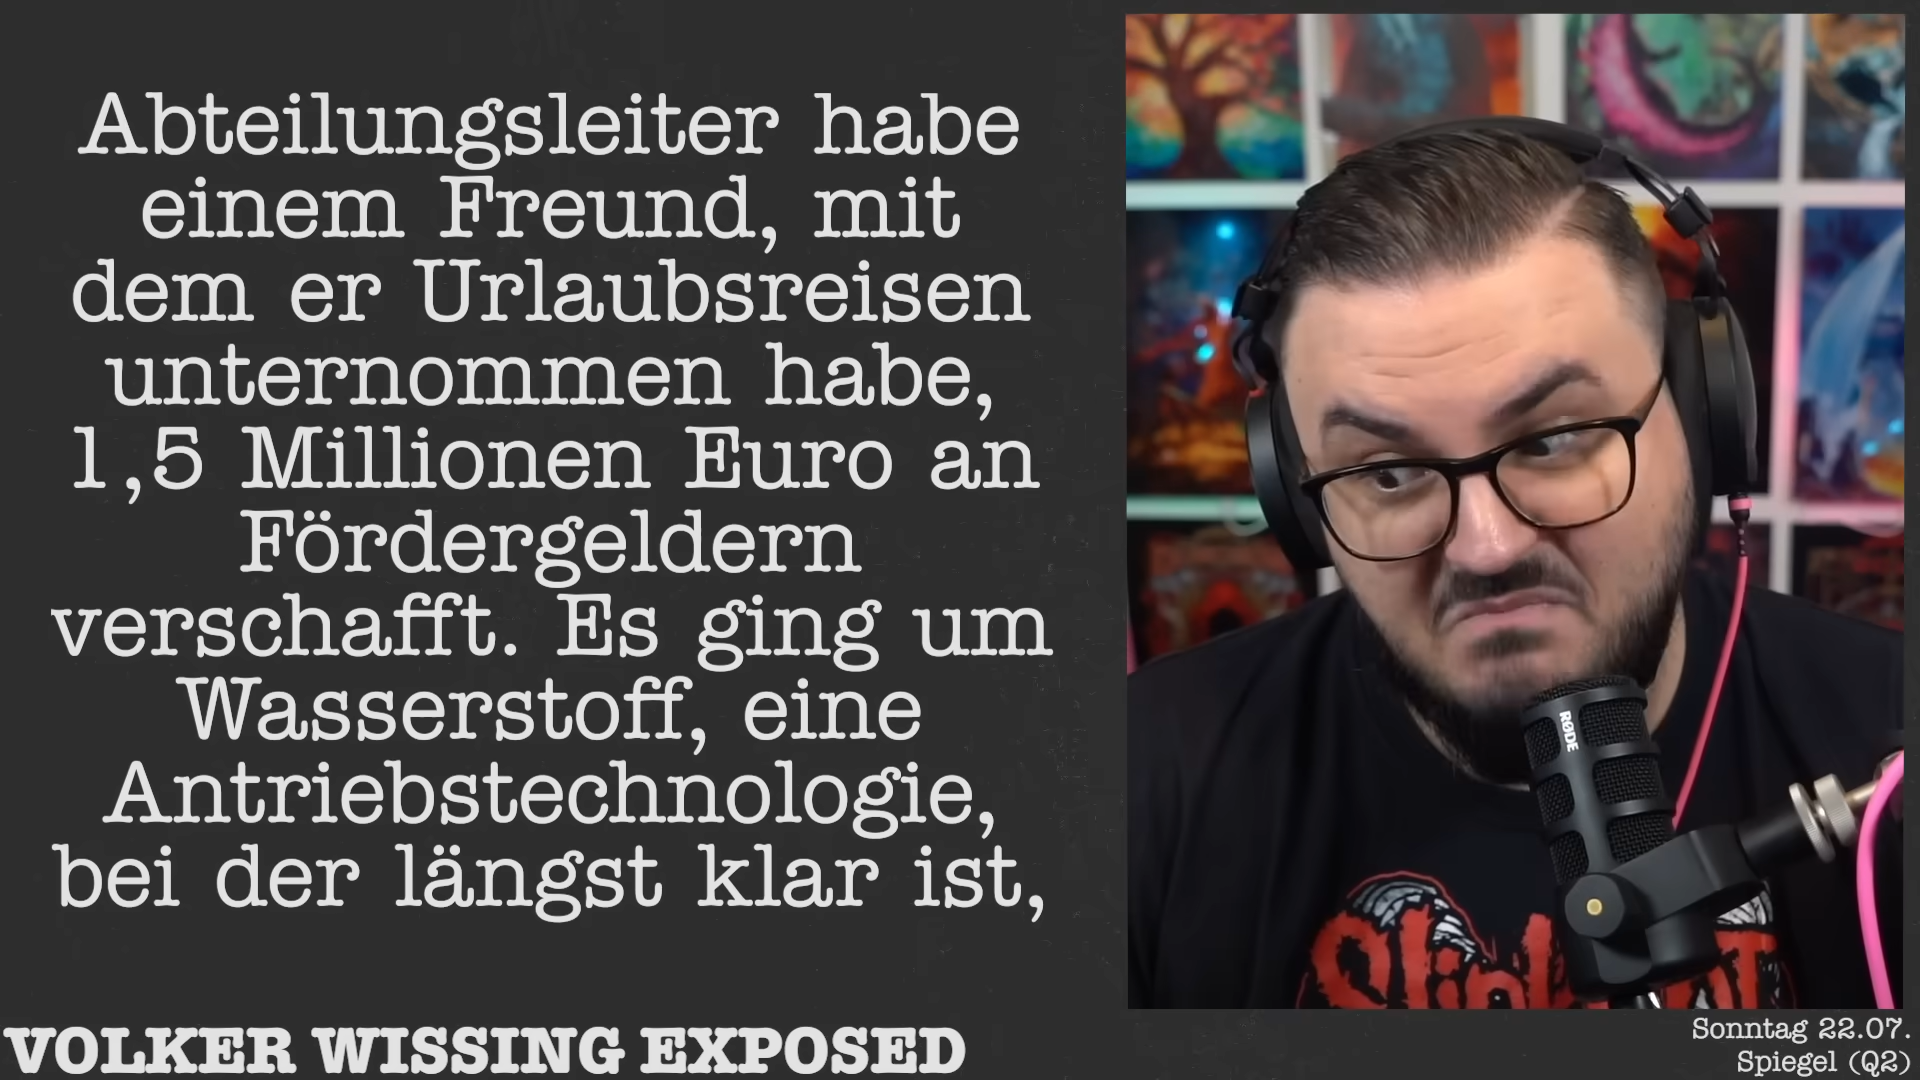 Abteilungsleiter habe
einem Freund, mit
dem er Urlaubsreisen
unternommen habe,
1,5 Millionen Euro an
Fördergeldern
verschafft. Es ging um
Wasserstoff, eine
Antriebstechnologie,
bei der längst klar ist,
VOLKER WISSING EXPOSED
RØDE
Sonntag 22.07.
Spiegel (Q2)